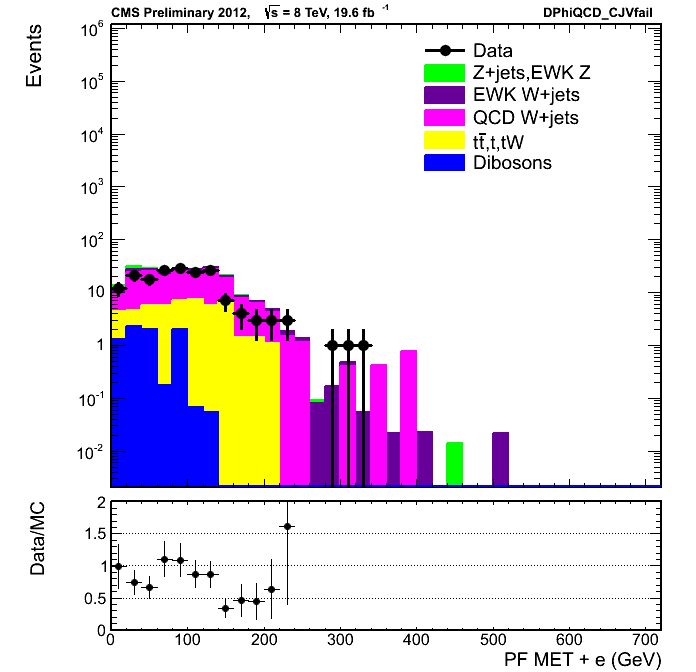 CMS Preliminary 2012, √s = 8 TeV, 19.6 fb⁻¹ DPhiQCD_CJVfail
Events
10⁶
10⁵
10⁴
10³
10²
10
1
10⁻¹
10⁻²
Data
Z+jets,EWK Z
EWK W+jets
QCD W+jets
tt̄,t,tW
Dibosons
Data/MC
2
1.5
1
0.5
0
0 100 200 300 400 500 600 700
PF MET + e (GeV)